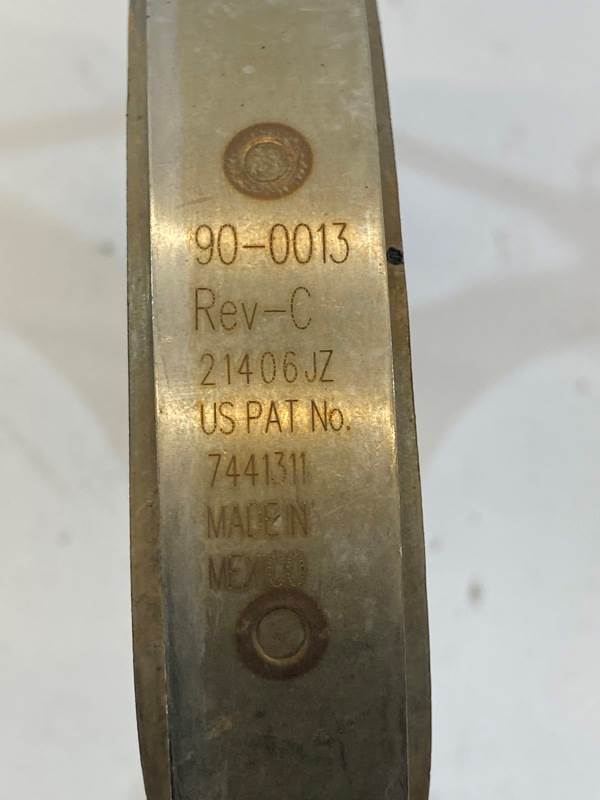 90-0013
Rev-C
21406JZ
US PAT No.
7441311
MADE IN
MEXICO